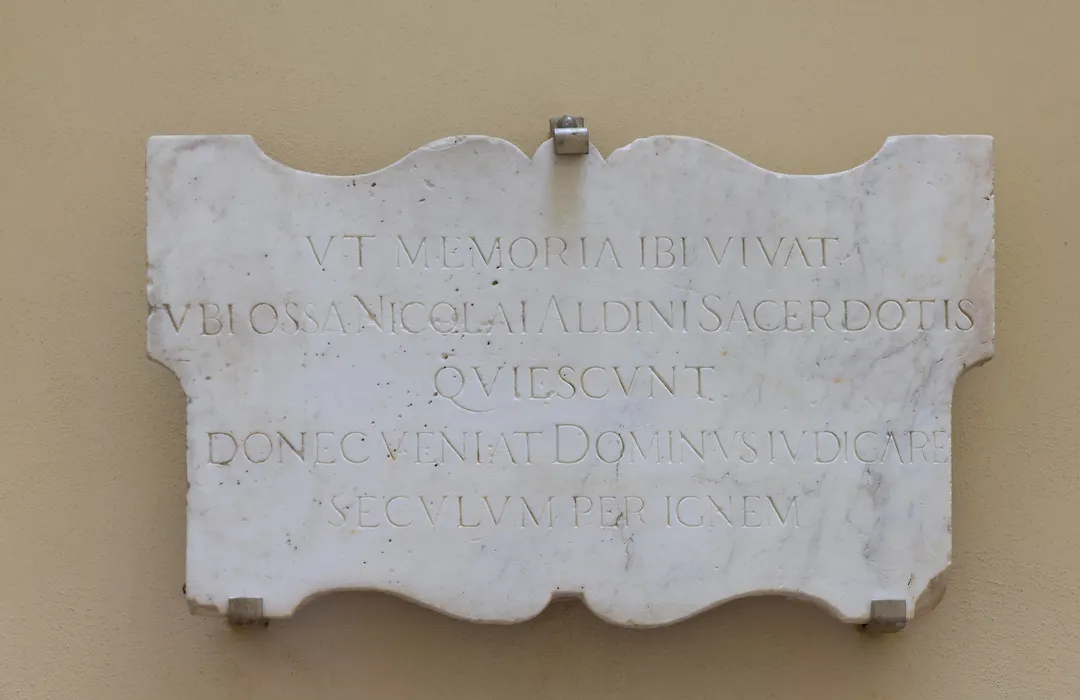 VT MEMORIA IBI VIVAT
VBI OSSA NICOLAI ALDINI SACERDOTIS
QVIESCVNT
DONEC VENIAT DOMINVS IVDICARE
SECVLVM PER IGNEM